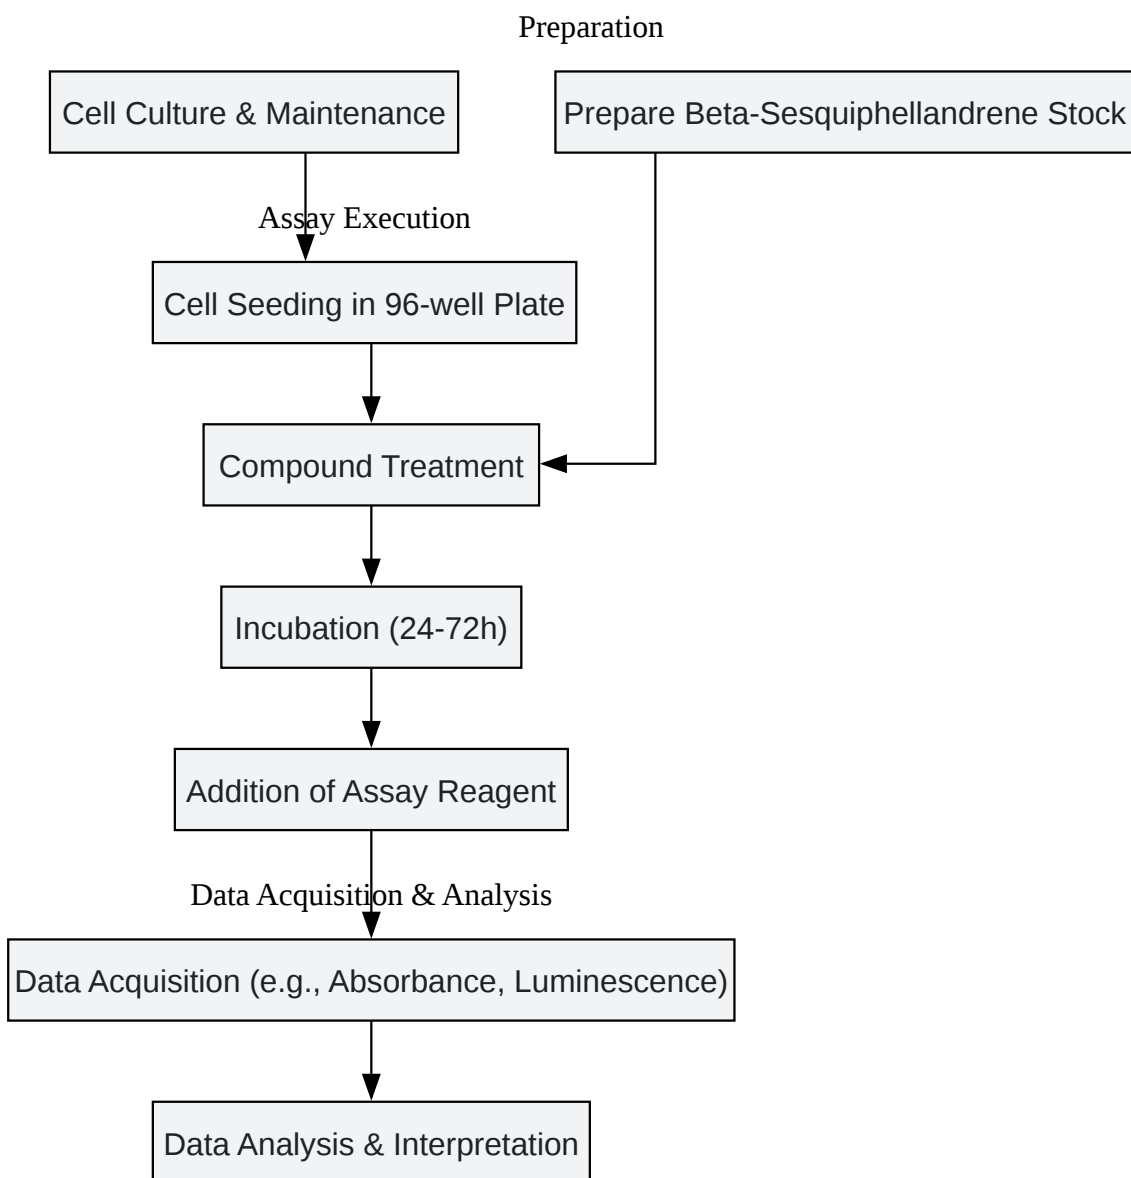 Preparation
Cell Culture & Maintenance
Prepare Beta-Sesquiphellandrene Stock
Assay Execution
Cell Seeding in 96-well Plate
Compound Treatment
Incubation (24-72h)
Addition of Assay Reagent
Data Acquisition & Analysis
Data Acquisition (e.g., Absorbance, Luminescence)
Data Analysis & Interpretation